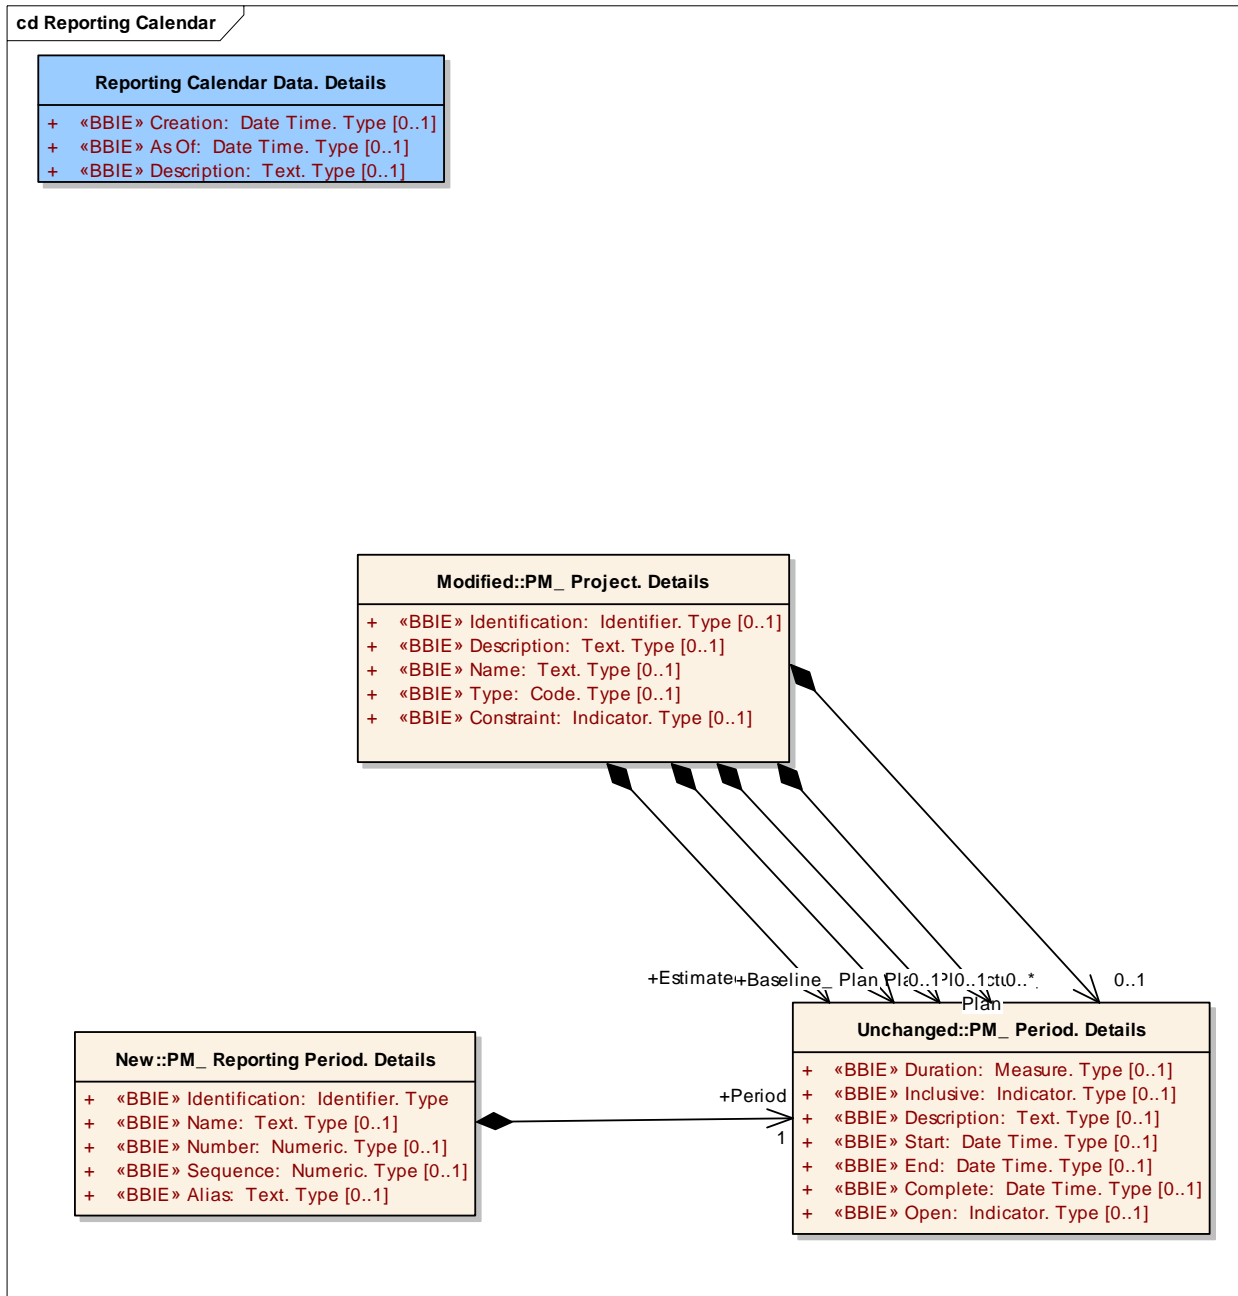 cd Reporting Calendar
Reporting Calendar Data. Details
+ «BBIE» Creation: Date Time. Type [0..1]
+ «BBIE» As Of: Date Time. Type [0..1]
+ «BBIE» Description: Text. Type [0..1]
Modified::PM_ Project. Details
+ «BBIE» Identification: Identifier. Type [0..1]
+ «BBIE» Description: Text. Type [0..1]
+ «BBIE» Name: Text. Type [0..1]
+ «BBIE» Type: Code. Type [0..1]
+ «BBIE» Constraint: Indicator. Type [0..1]
+Estimate +Baseline_ Plan 0..1 0..1 0..* 0..1
Plan
Unchanged::PM_ Period. Details
+ «BBIE» Duration: Measure. Type [0..1]
+ «BBIE» Inclusive: Indicator. Type [0..1]
+ «BBIE» Description: Text. Type [0..1]
+ «BBIE» Start: Date Time. Type [0..1]
+ «BBIE» End: Date Time. Type [0..1]
+ «BBIE» Complete: Date Time. Type [0..1]
+ «BBIE» Open: Indicator. Type [0..1]
New::PM_ Reporting Period. Details
+ «BBIE» Identification: Identifier. Type
+ «BBIE» Name: Text. Type [0..1]
+ «BBIE» Number: Numeric. Type [0..1]
+ «BBIE» Sequence: Numeric. Type [0..1]
+ «BBIE» Alias: Text. Type [0..1]
+Period
1